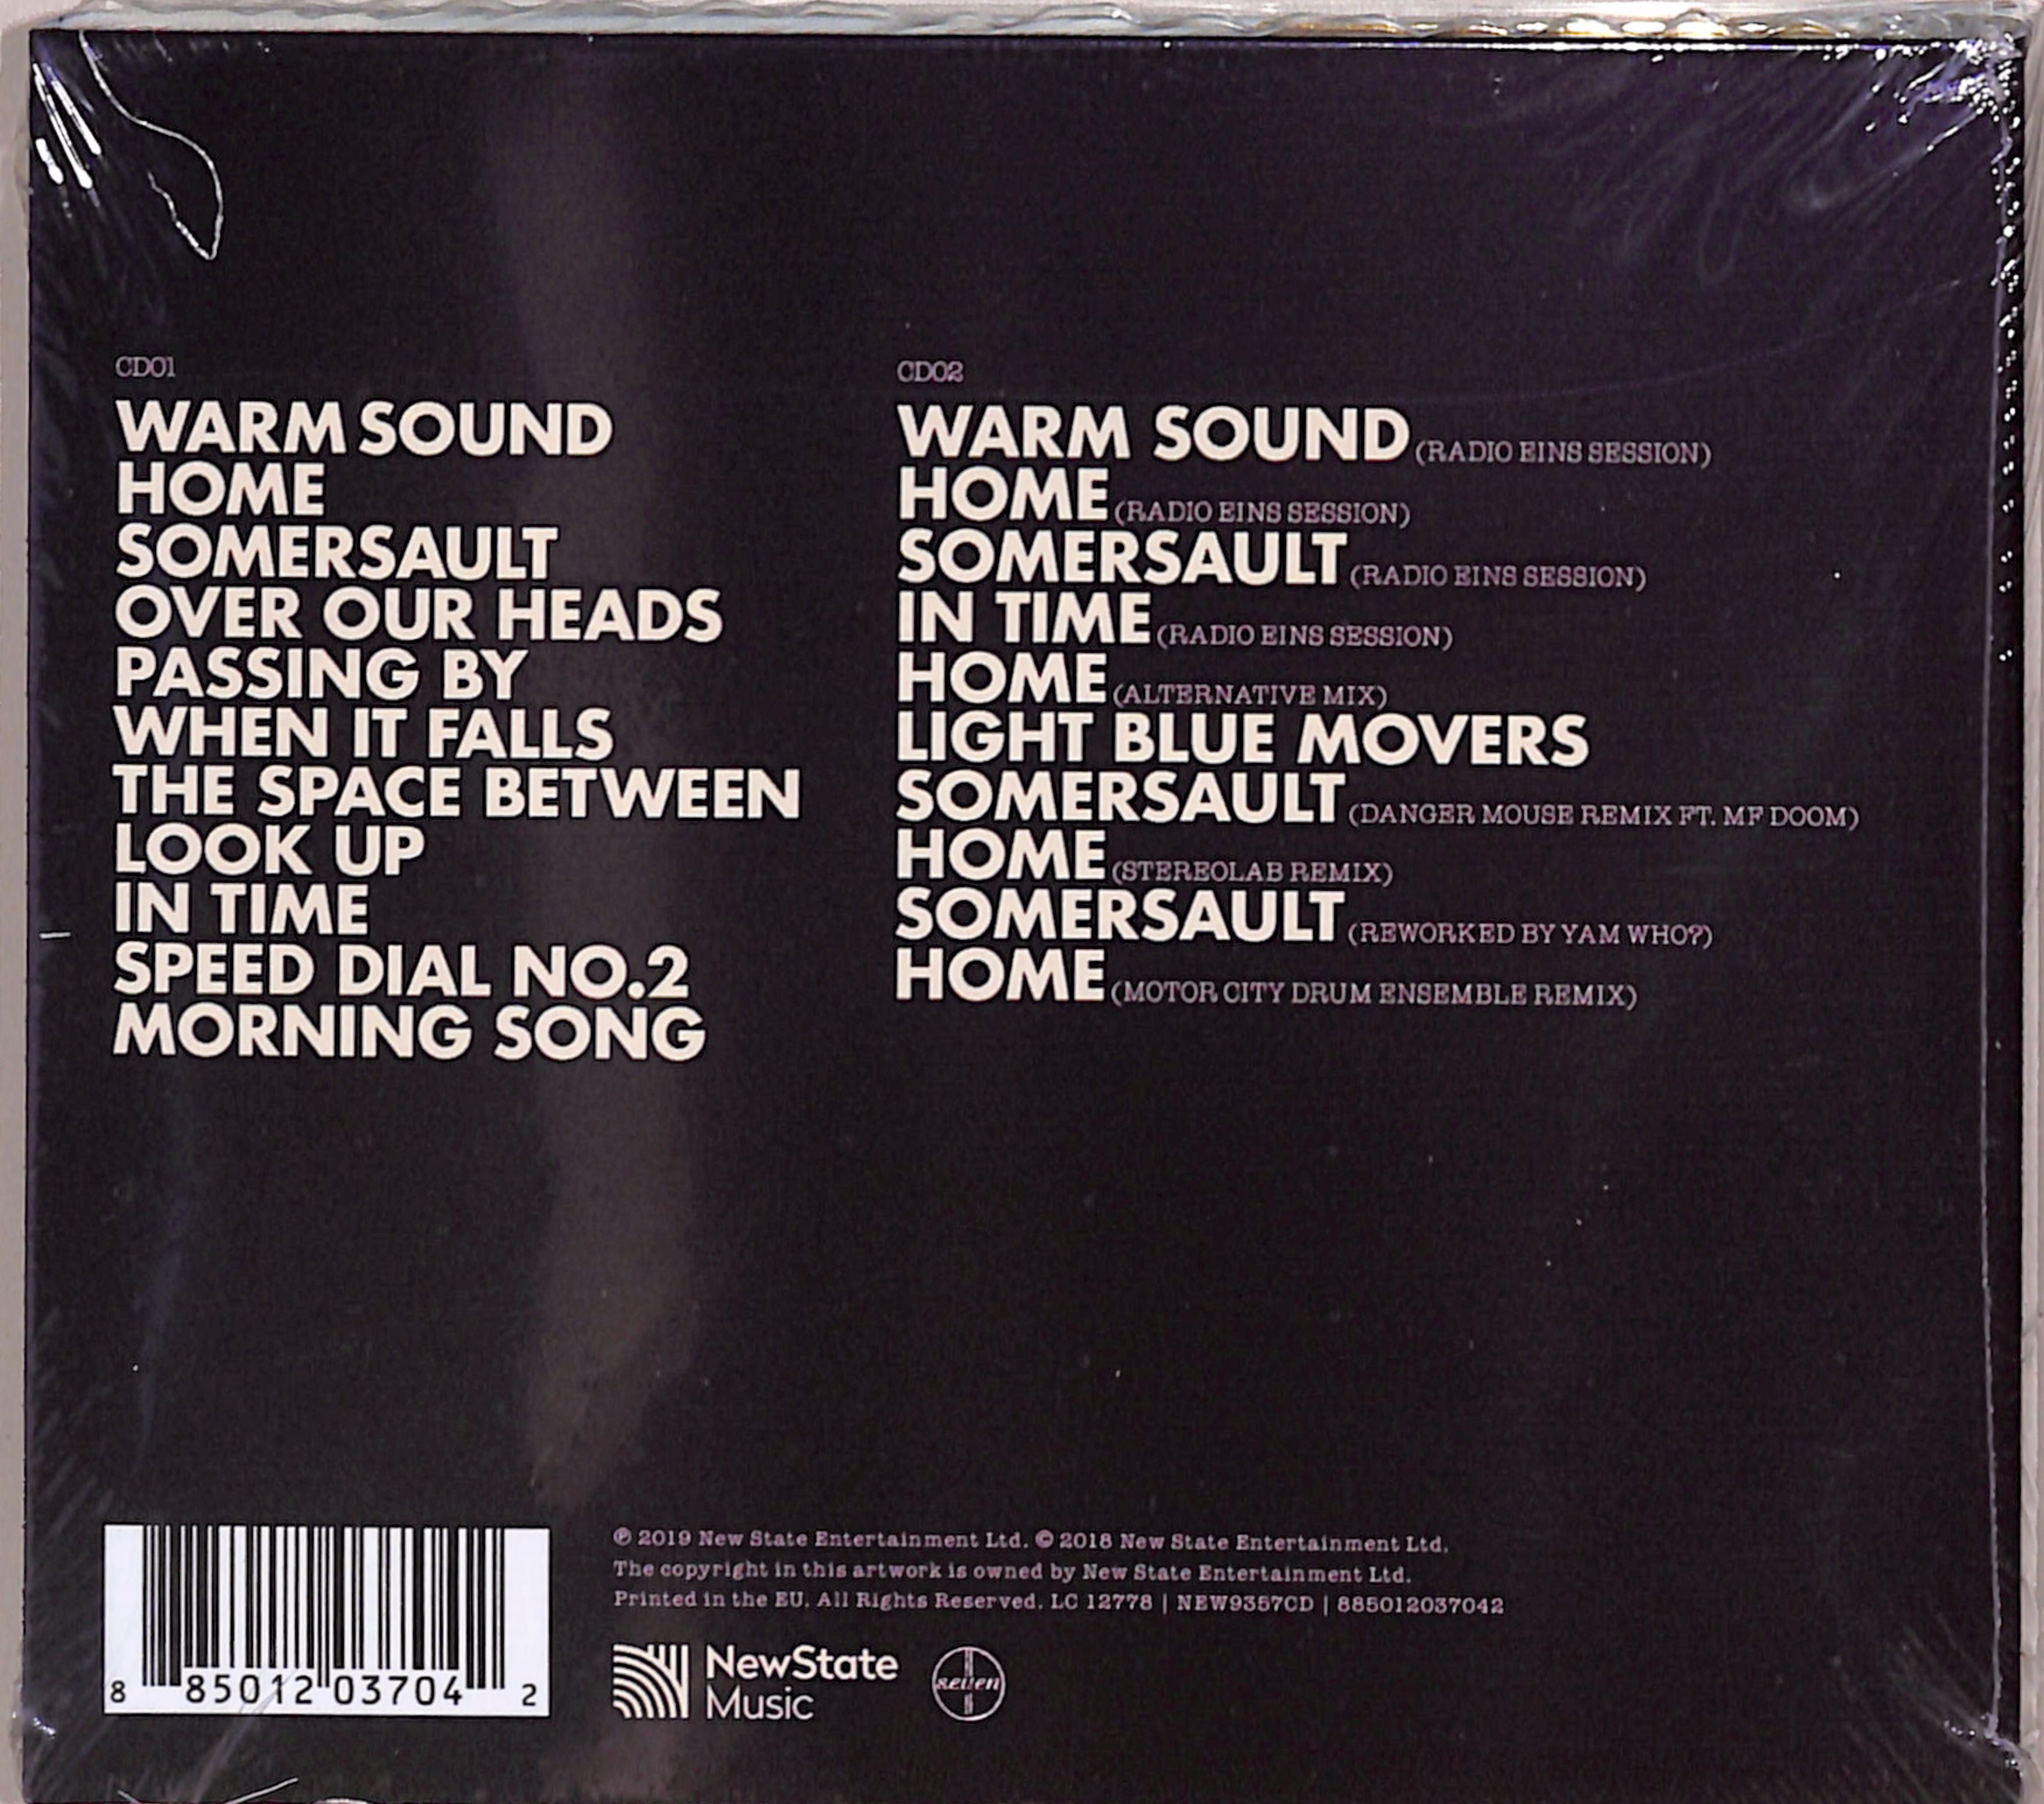 CD01
WARM SOUND
HOME
SOMERSAULT
OVER OUR HEADS
PASSING BY
WHEN IT FALLS
THE SPACE BETWEEN
LOOK UP
IN TIME
SPEED DIAL NO.2
MORNING SONG
CD02
WARM SOUND (RADIO EINS SESSION)
HOME (RADIO EINS SESSION)
SOMERSAULT (RADIO EINS SESSION)
IN TIME (RADIO EINS SESSION)
HOME (ALTERNATIVE MIX)
LIGHT BLUE MOVERS
SOMERSAULT (DANGER MOUSE REMIX FT. MF DOOM)
HOME (STEREOLAB REMIX)
SOMERSAULT (REWORKED BY YAM WHO?)
HOME (MOTOR CITY DRUM ENSEMBLE REMIX)
8 85012 03704 2
℗ 2019 New State Entertainment Ltd. © 2018 New State Entertainment Ltd.
The copyright in this artwork is owned by New State Entertainment Ltd.
Printed in the EU. All Rights Reserved. LC 12778 | NEW9357CD | 885012037042
NewState
Music
seven